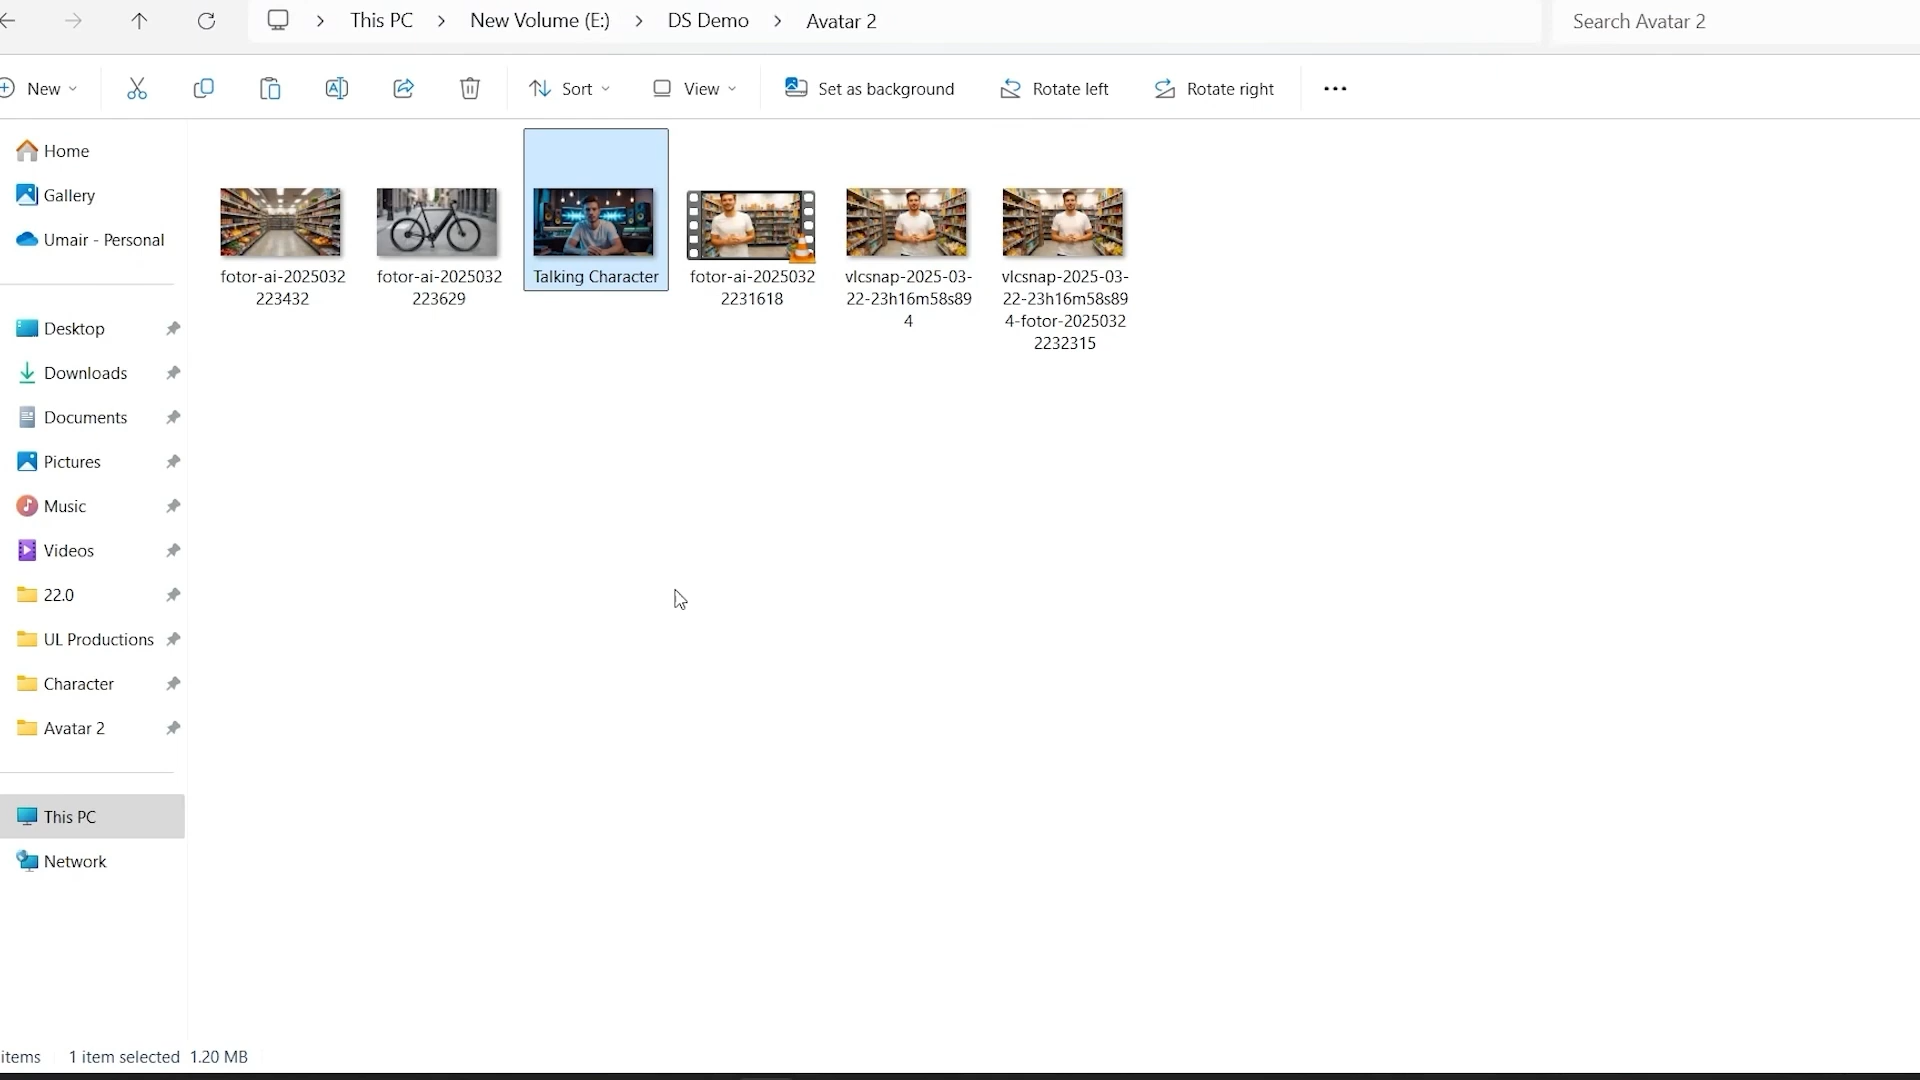 This PC
New Volume (E:)
DS Demo
Avatar 2
Search Avatar 2
New
Sort
View
Set as background
Rotate left
Rotate right
Home
Gallery
Umair - Personal
Desktop
Downloads
Documents
Pictures
Music
Videos
22.0
UL Productions
Character
Avatar 2
This PC
Network
fotor-ai-2025032
223432
fotor-ai-2025032
223629
Talking Character
fotor-ai-2025032
2231618
vlcsnap-2025-03-
22-23h16m58s89
4
vlcsnap-2025-03-
22-23h16m58s89
4-fotor-2025032
2232315
items
1 item selected 1.20 MB